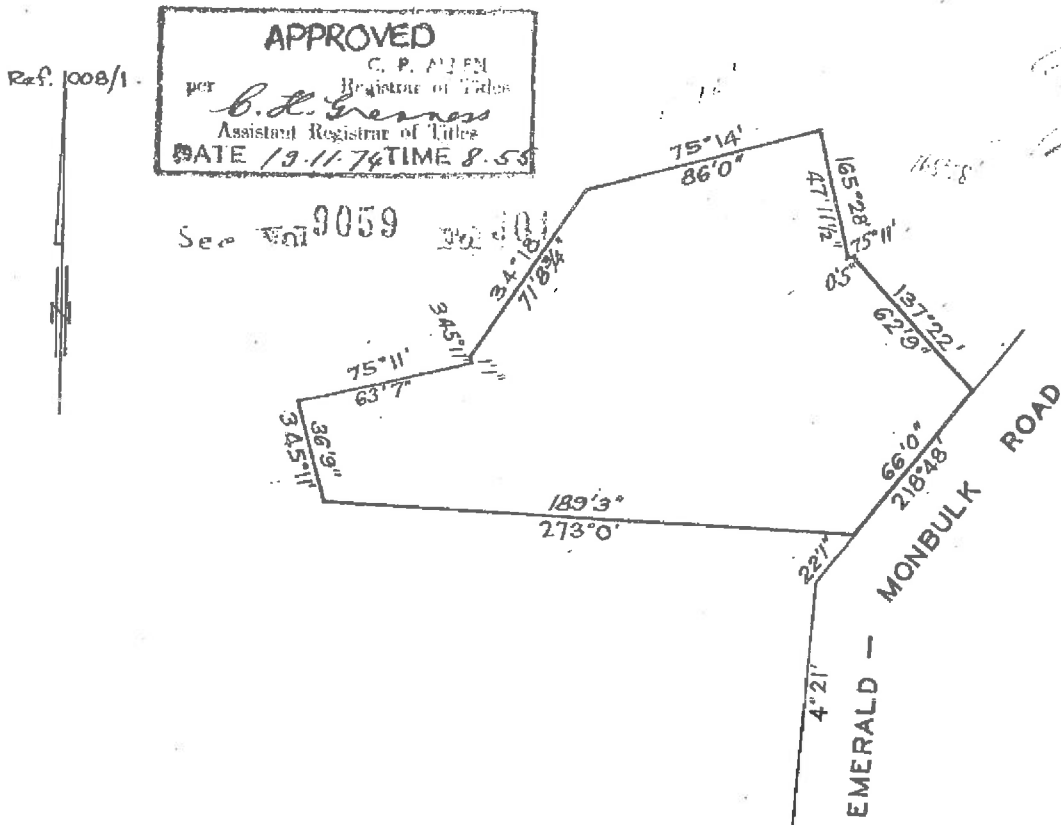 APPROVED
C. P. ALLEN
per Registrar of Titles
Assistant Registrar of Titles
DATE 19.11.74 TIME 8.55
Ref. 1008/1
See Vol 9059
75°14'
86'0"
165°28'
47'11½"
75°11'
0'5"
137°22'
62'9"
34°18'
71'8¾"
345°11'
1'1"
75°11'
63'7"
345°11'
36'9"
189'3"
273°0'
66'0"
218°48'
22'1"
4°21'
EMERALD — MONBULK ROAD